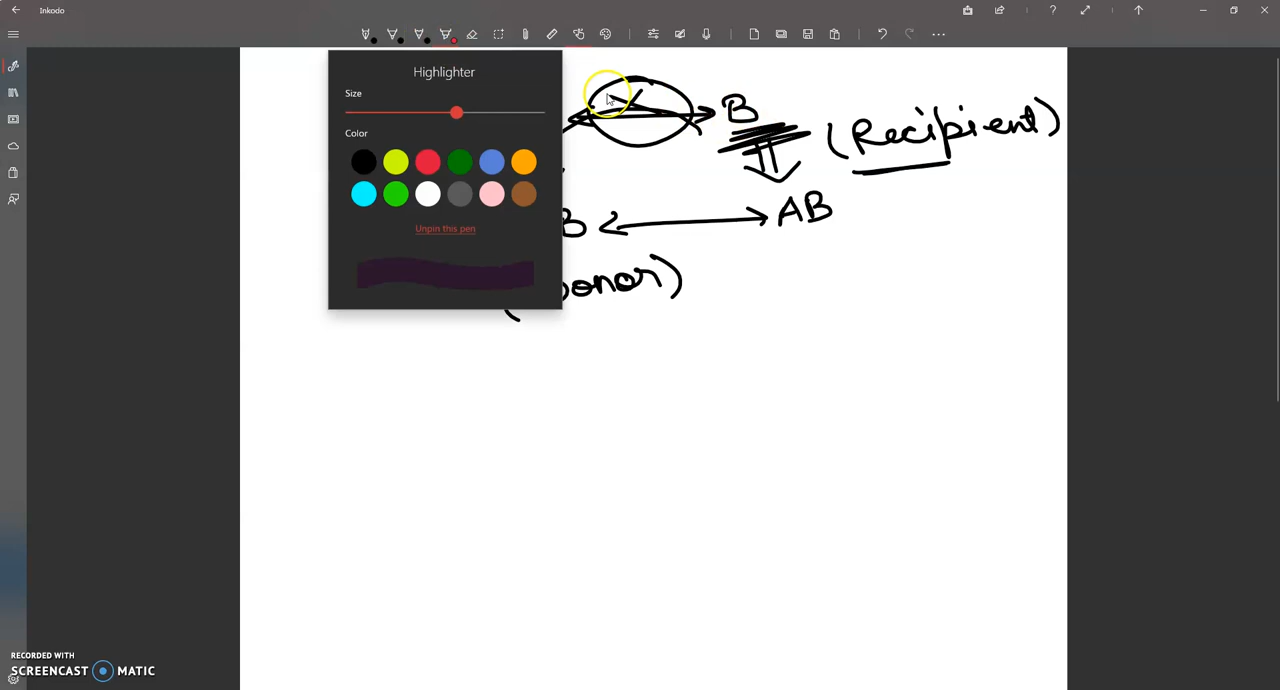 Inkodo
Highlighter
Size
Color
Unpin this pen
B
(Recipient)
B AB
onor)
RECORDED WITH
SCREENCAST MATIC